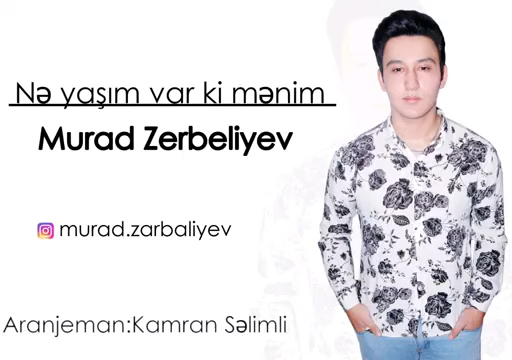 Nə yaşım var ki mənim
Murad Zerbeliyev
murad.zarbaliyev
Aranjeman:Kamran Səlimli